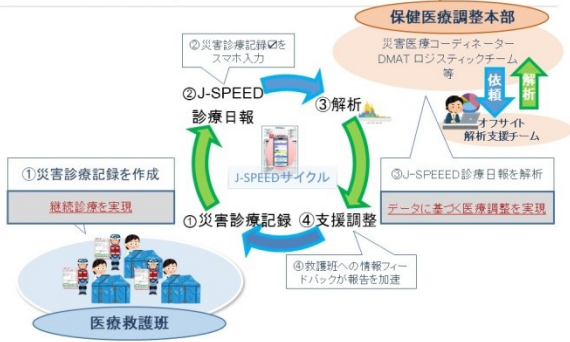 保健医療調整本部
災害医療コーディネーター
DMAT ロジスティックチーム
等
依頼
解析
オフサイト
解析支援チーム
②災害診療記録☑を
スマホ入力
②J-SPEED
診療日報
③解析
J-SPEEDサイクル
①災害診療記録を作成
継続診療を実現
③J-SPEEED診療日報を解析
データに基づく医療調整を実現
①災害診療記録
④支援調整
④救護班への情報フィー
ドバックが報告を加速
医療救護班